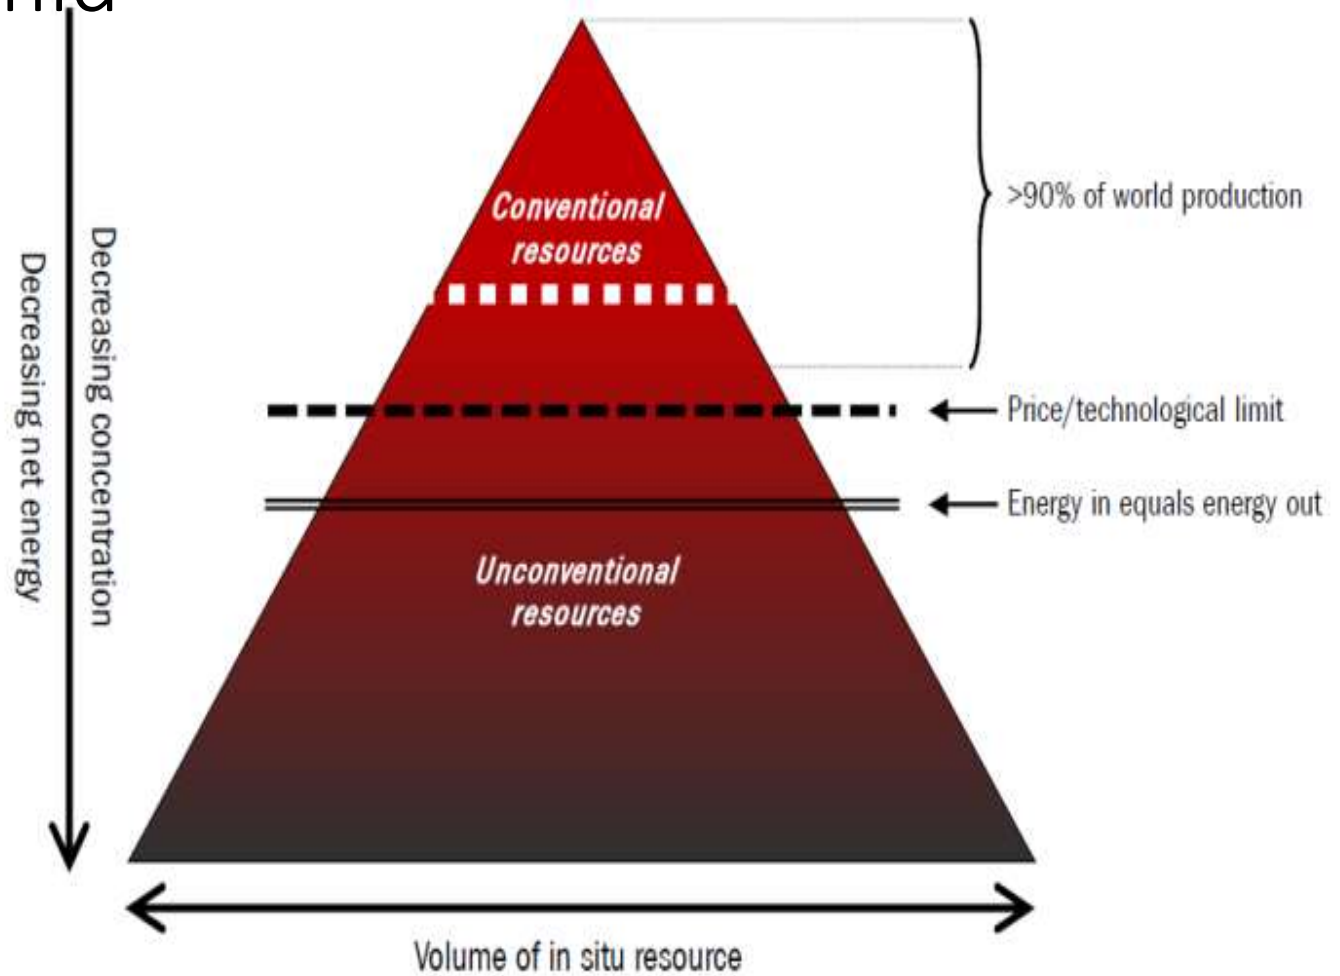 >90% of world production
Conventional
resources
Price/technological limit
Energy in equals energy out
Unconventional
resources
Decreasing concentration
Decreasing net energy
Volume of in situ resource